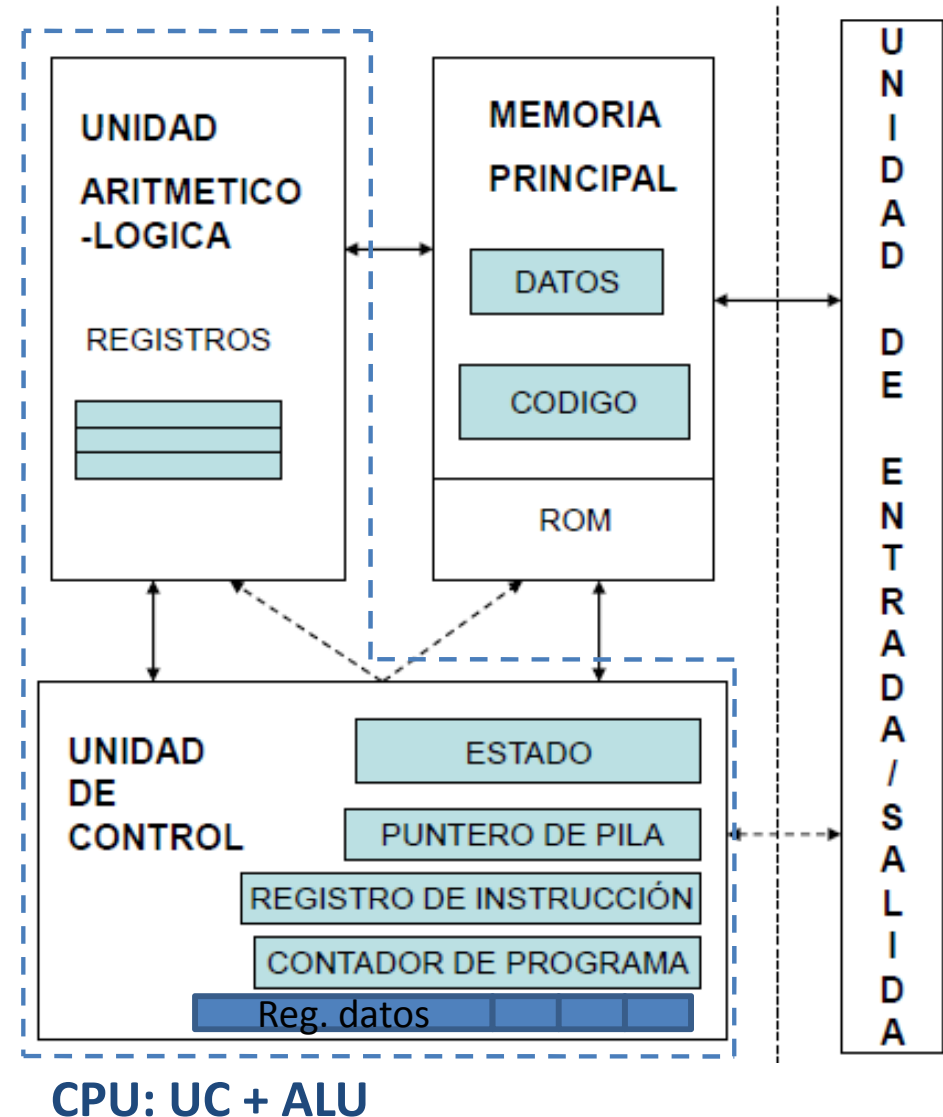 UNIDAD
ARITMETICO
-LOGICA
REGISTROS
MEMORIA
PRINCIPAL
DATOS
CODIGO
ROM
UNIDAD
DE
CONTROL
ESTADO
PUNTERO DE PILA
REGISTRO DE INSTRUCCIÓN
CONTADOR DE PROGRAMA
Reg. datos
UNIDAD DE ENTRADA/SALIDA
CPU: UC + ALU